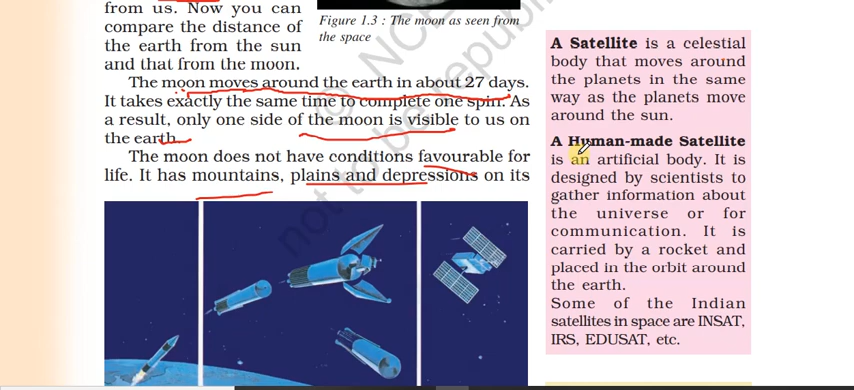 from us. Now you can
compare the distance of
the earth from the sun
and that from the moon.
Figure 1.3 : The moon as seen from
the space
The moon moves around the earth in about 27 days.
It takes exactly the same time to complete one spin. As
a result, only one side of the moon is visible to us on
the earth.
The moon does not have conditions favourable for
life. It has mountains, plains and depressions on its
A Satellite is a celestial
body that moves around
the planets in the same
way as the planets move
around the sun.
A Human-made Satellite
is an artificial body. It is
designed by scientists to
gather information about
the universe or for
communication. It is
carried by a rocket and
placed in the orbit around
the earth.
Some of the Indian
satellites in space are INSAT,
IRS, EDUSAT, etc.
© NC
not to be republi